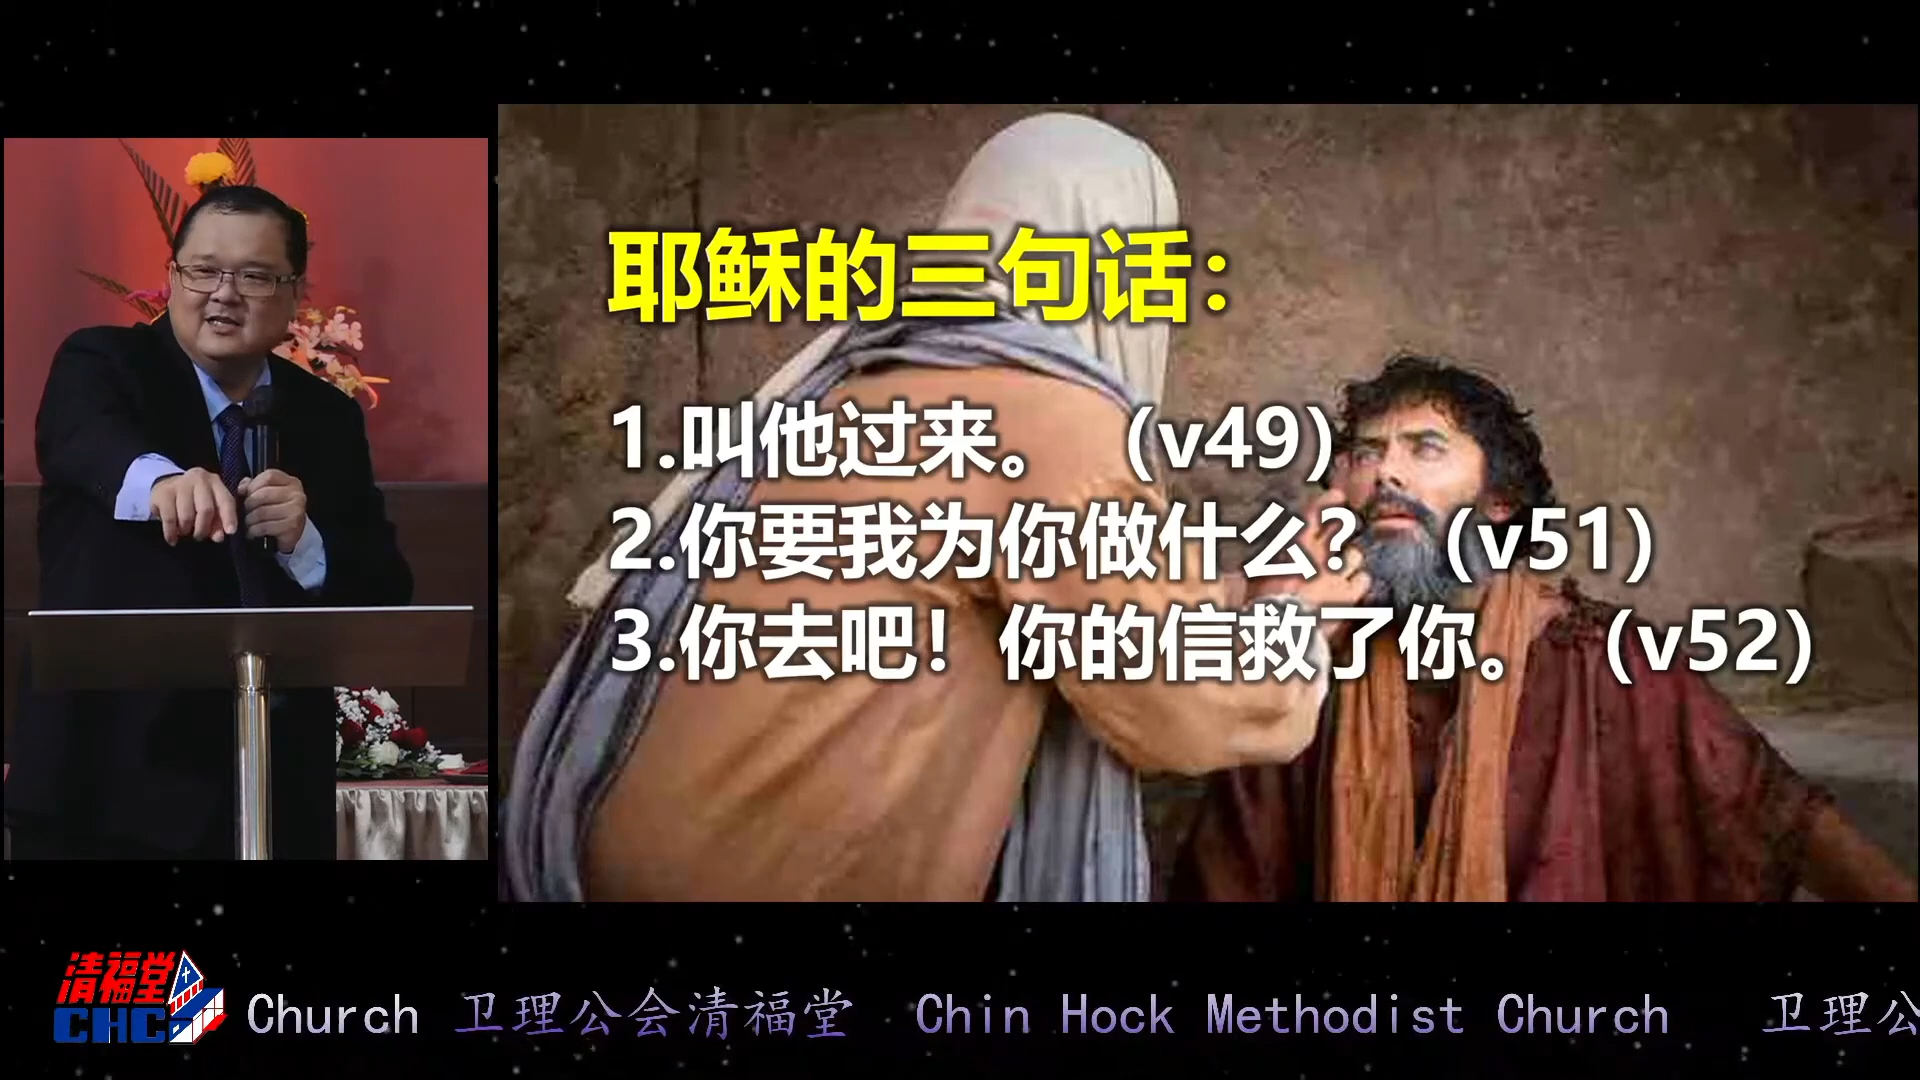 耶稣的三句话：
1.叫他过来。 （v49）
2.你要我为你做什么？ （v51）
3.你去吧！你的信救了你。 （v52）
清福堂
CHC
Church 卫理公会清福堂 Chin Hock Methodist Church 卫理公